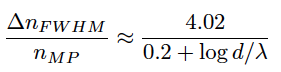 Δn_FWHM / n_MP ≈ 4.02 / 0.2 + log d/λ